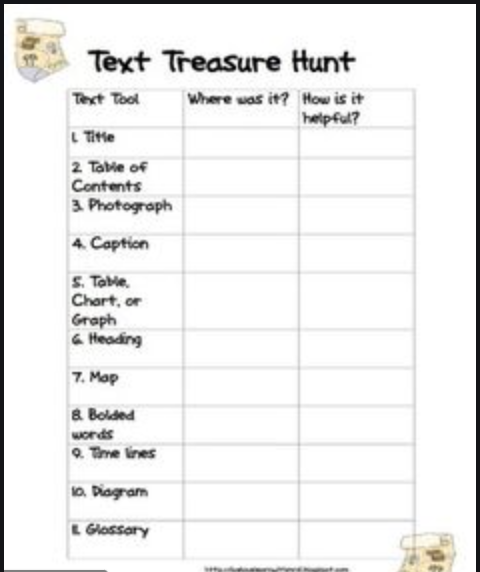 Text Treasure Hunt
Text Tool Where was it? How is it
helpful?
1. Title
2. Table of
Contents
3. Photograph
4. Caption
5. Table,
Chart, or
Graph
6. Heading
7. Map
8. Bolded
words
9. Time lines
10. Diagram
11. Glossary